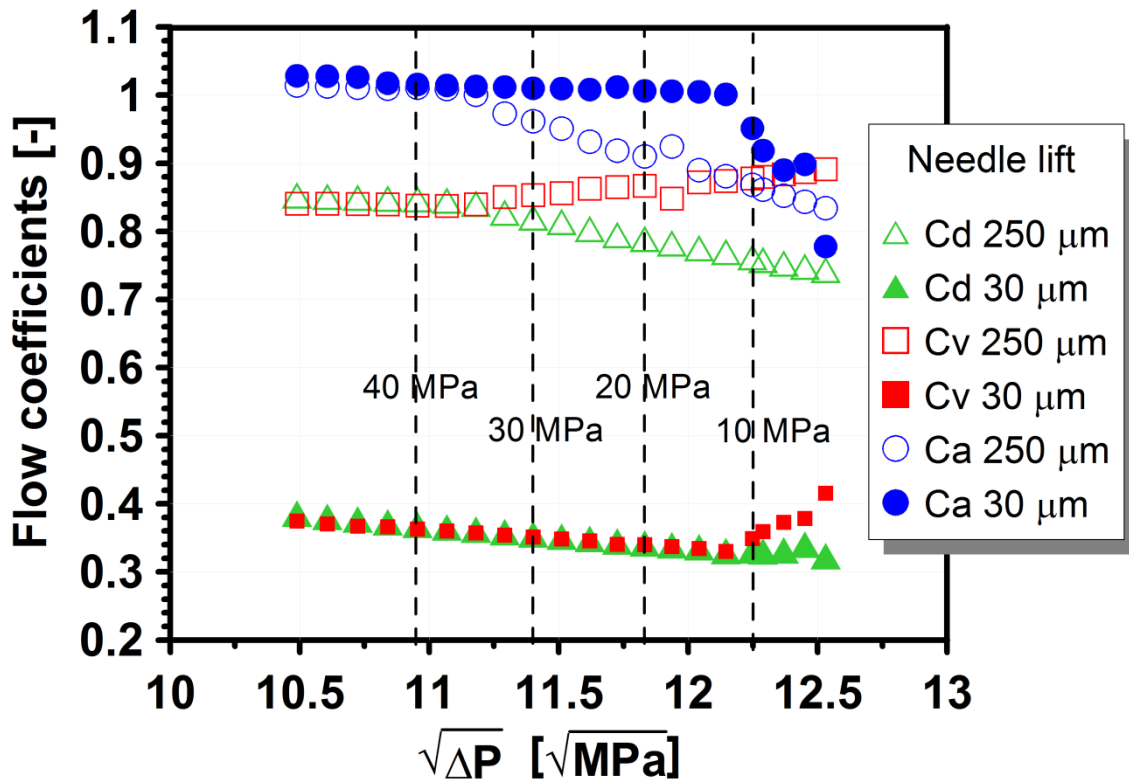 1.1
1
0.9
0.8
0.7
0.6
0.5
0.4
0.3
0.2
Flow coefficients [-]
40 MPa
30 MPa
20 MPa
10 MPa
10
10.5
11
11.5
12
12.5
13
√ΔP [√MPa]
Needle lift
Cd 250 μm
Cd 30 μm
Cv 250 μm
Cv 30 μm
Ca 250 μm
Ca 30 μm